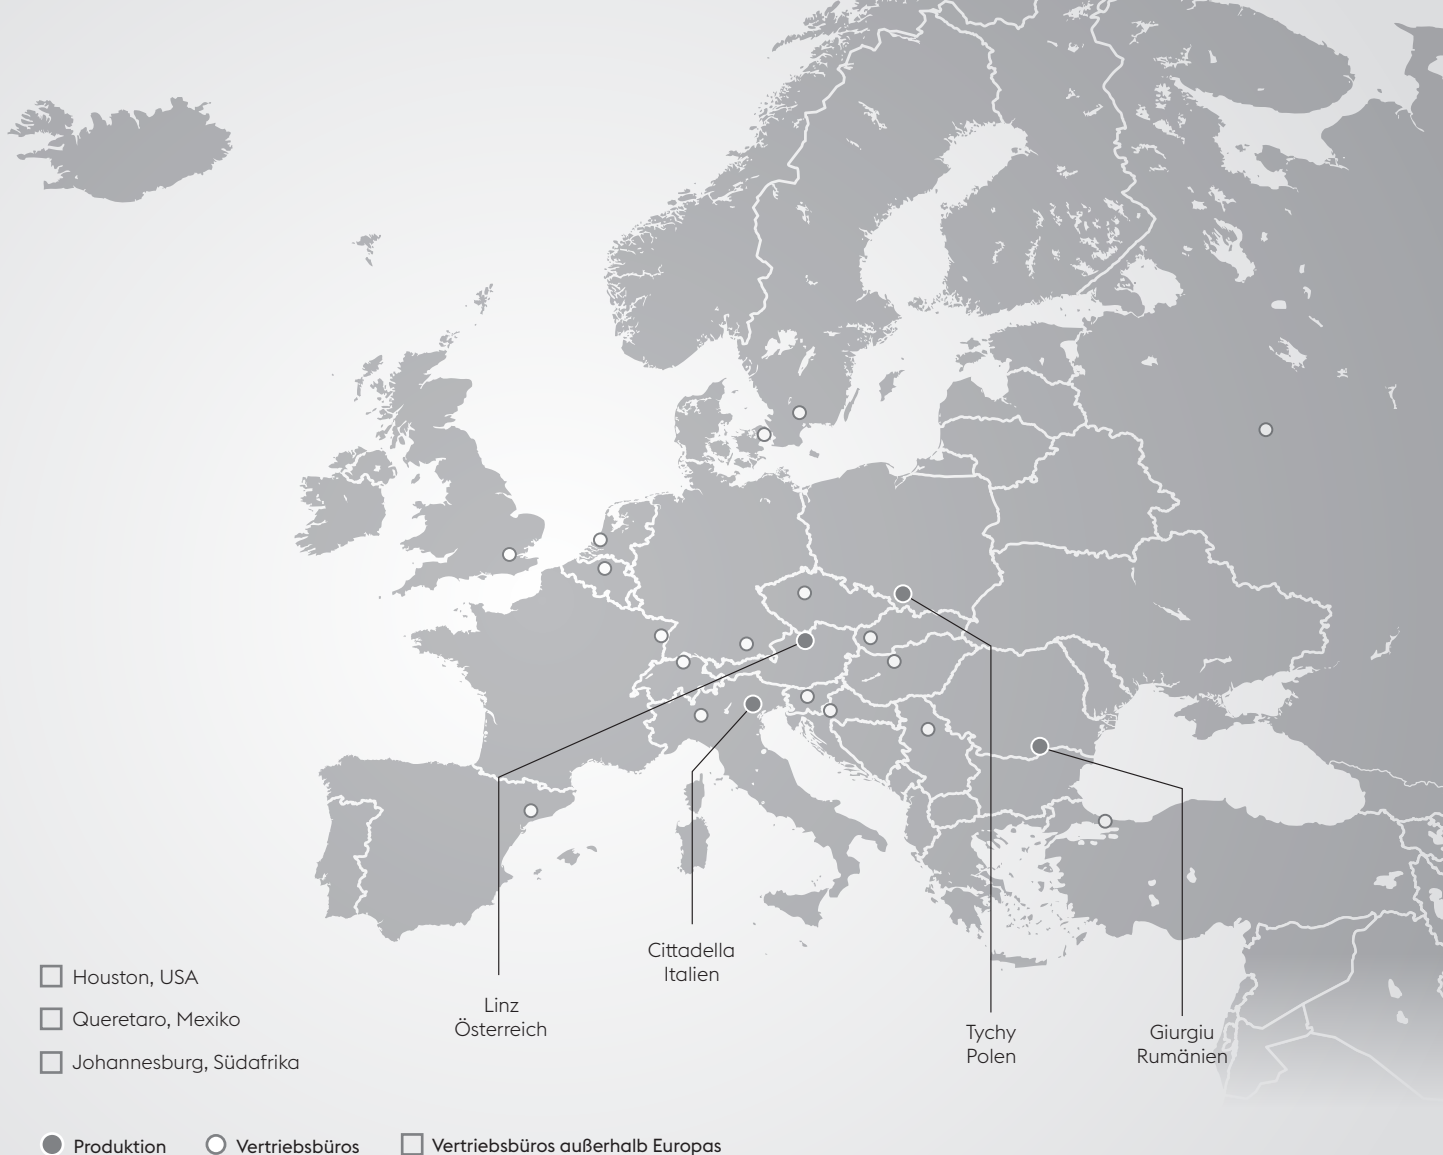 Cittadella
Italien
Houston, USA
Linz
Österreich
Queretaro, Mexiko
Tychy
Polen
Giurgiu
Rumänien
Johannesburg, Südafrika
Produktion
Vertriebsbüros
Vertriebsbüros außerhalb Europas